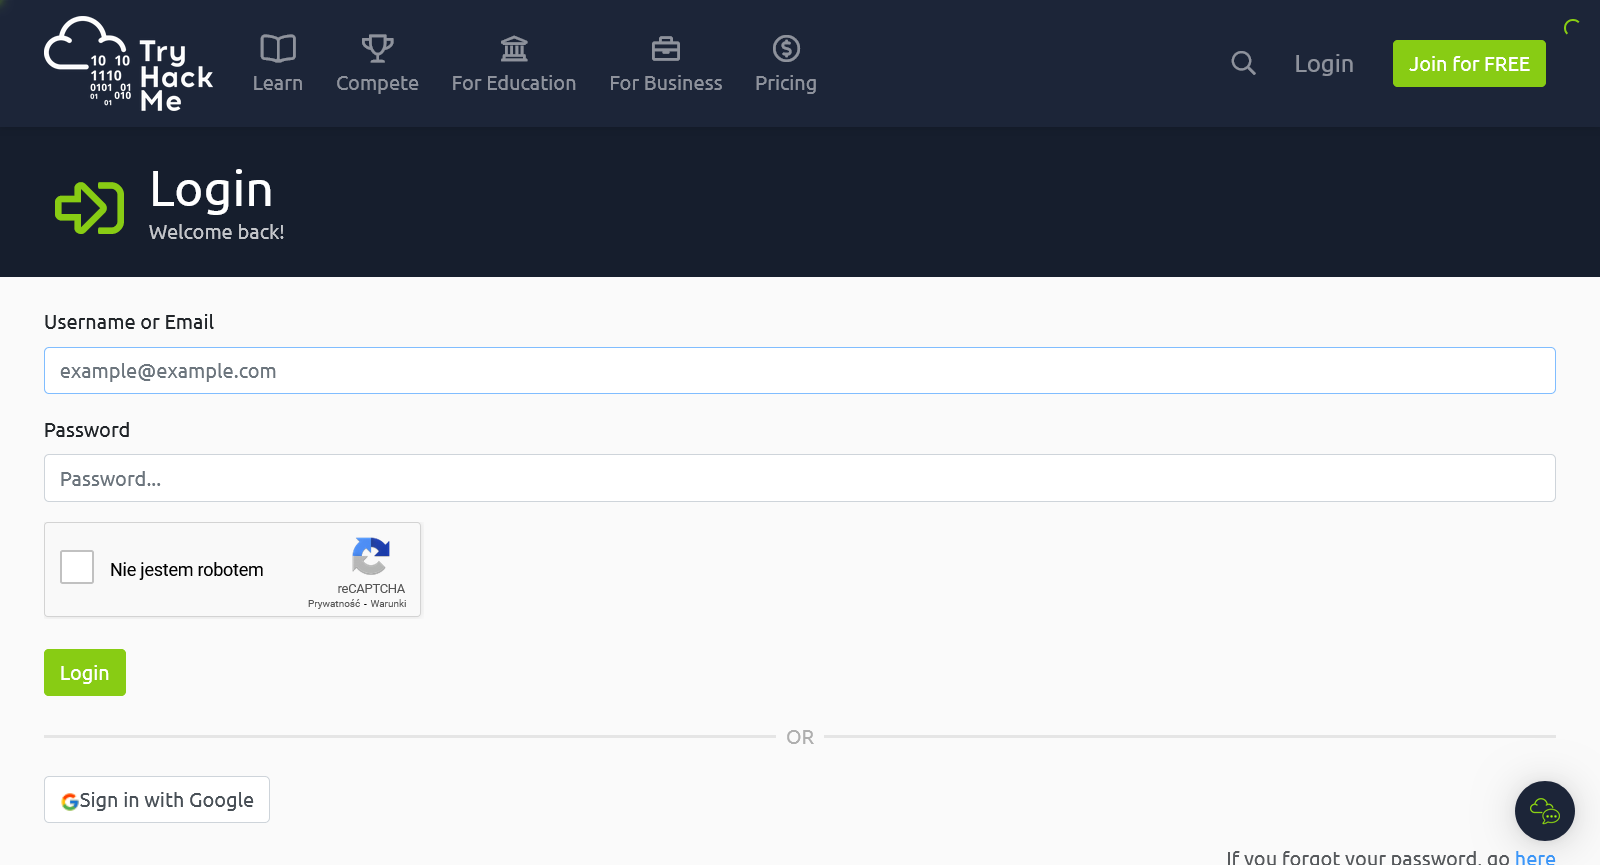 10 10
1110
0101 01
01 010
01
Try
Hack
Me
Learn
Compete
For Education
For Business
Pricing
Login
Join for FREE
Login
Welcome back!
Username or Email
example@example.com
Password
Password...
Nie jestem robotem
reCAPTCHA
Prywatność - Warunki
Login
OR
Sign in with Google
If you forgot your password, go here